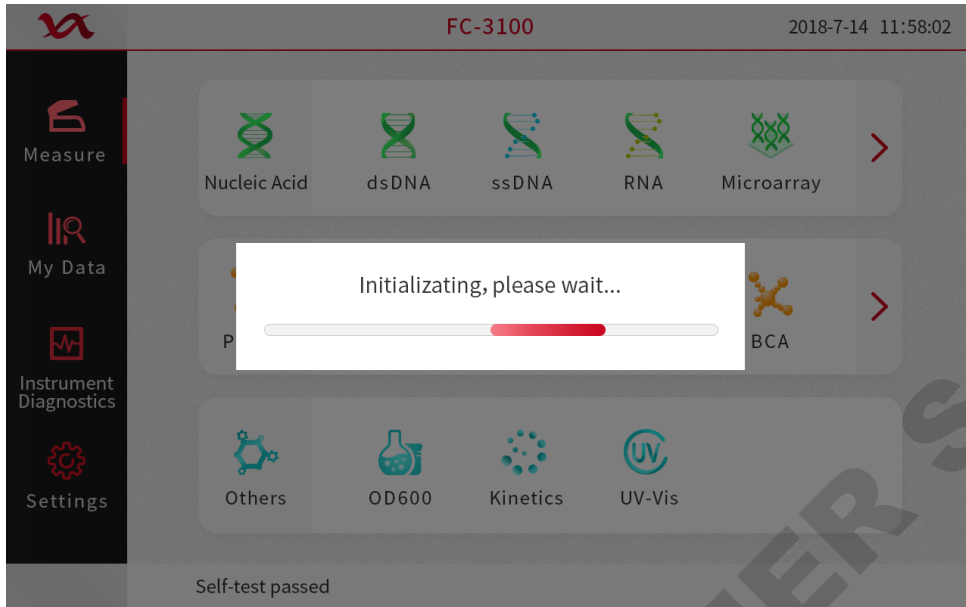 FC-3100
2018-7-14 11:58:02
Measure
Nucleic Acid
dsDNA
ssDNA
RNA
Microarray
My Data
Initializating, please wait...
P
BCA
Instrument
Diagnostics
Settings
Others
OD600
Kinetics
UV
UV-Vis
Self-test passed
ER S